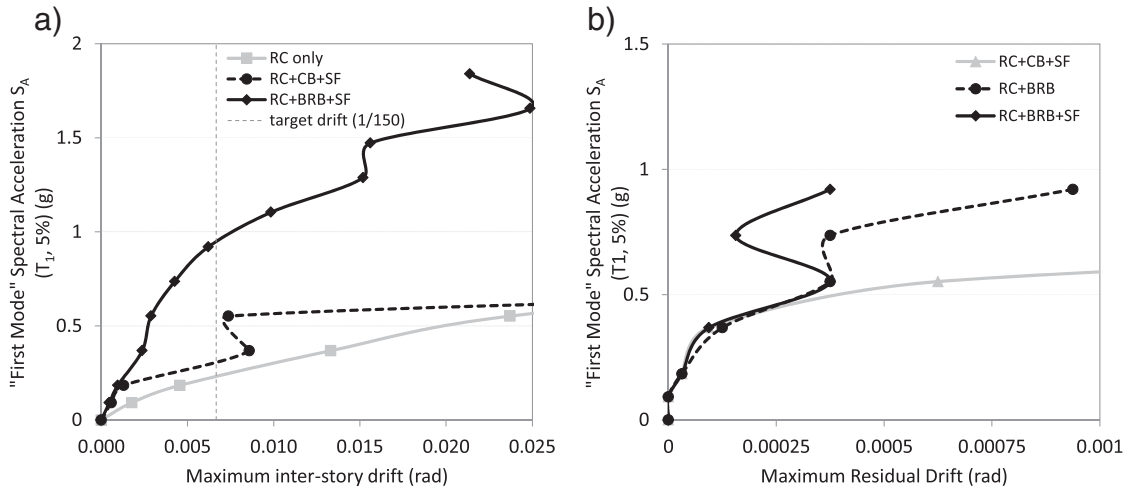 a)
"First Mode" Spectral Acceleration S_A
(T₁, 5%) (g)
2
1.5
1
0.5
0
RC only
RC+CB+SF
RC+BRB+SF
target drift (1/150)
0.000
0.005
0.010
0.015
0.020
0.025
Maximum inter-story drift (rad)
b)
"First Mode" Spectral Acceleration S_A
(T1, 5%) (g)
1.5
1
0.5
0
RC+CB+SF
RC+BRB
RC+BRB+SF
0
0.00025
0.0005
0.00075
0.001
Maximum Residual Drift (rad)